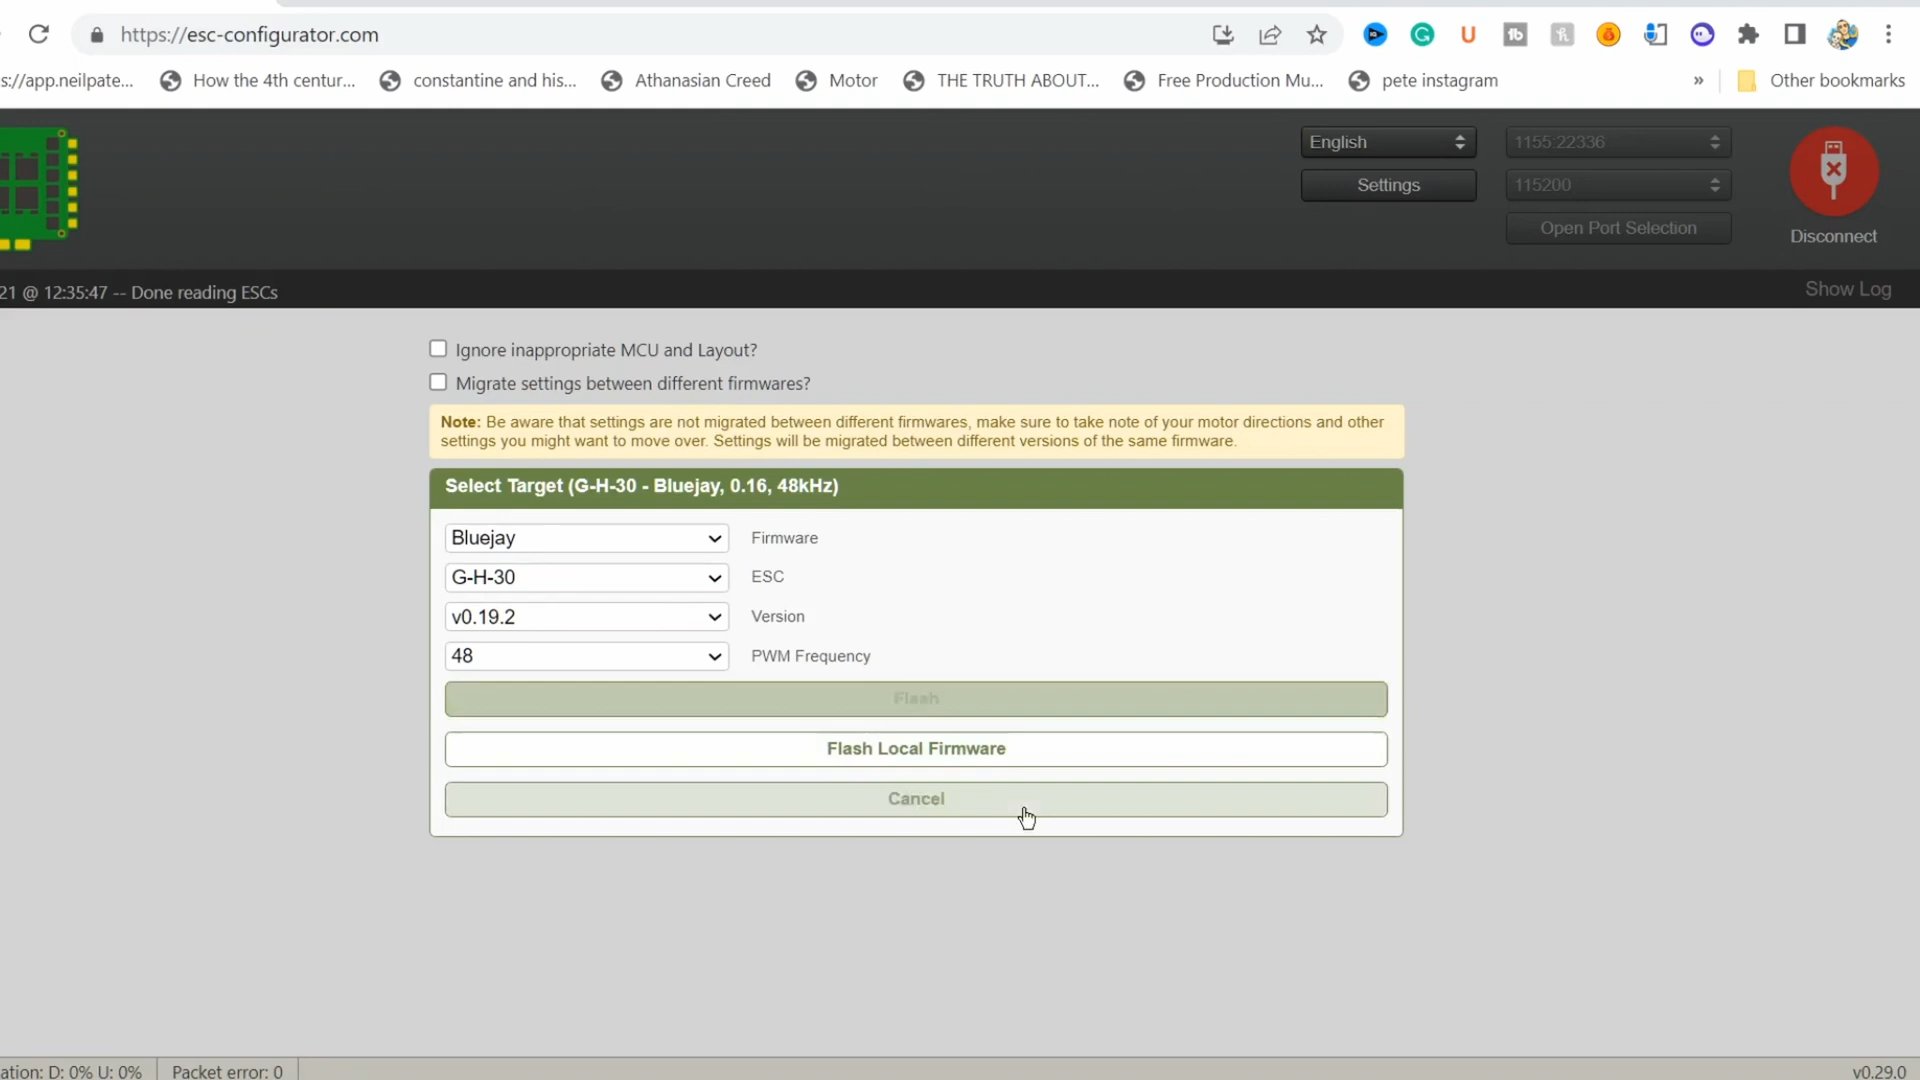 https://esc-configurator.com
s://app.neilpate... How the 4th centur... constantine and his... Athanasian Creed Motor THE TRUTH ABOUT... Free Production Mu... pete instagram » Other bookmarks
English 1155:22336
Settings 115200
Open Port Selection
Disconnect
21 @ 12:35:47 -- Done reading ESCs Show Log
Ignore inappropriate MCU and Layout?
Migrate settings between different firmwares?
Note: Be aware that settings are not migrated between different firmwares, make sure to take note of your motor directions and other
settings you might want to move over. Settings will be migrated between different versions of the same firmware.
Select Target (G-H-30 - Bluejay, 0.16, 48kHz)
Bluejay Firmware
G-H-30 ESC
v0.19.2 Version
48 PWM Frequency
Flash
Flash Local Firmware
Cancel
ation: D: 0% U: 0% Packet error: 0 v0.29.0